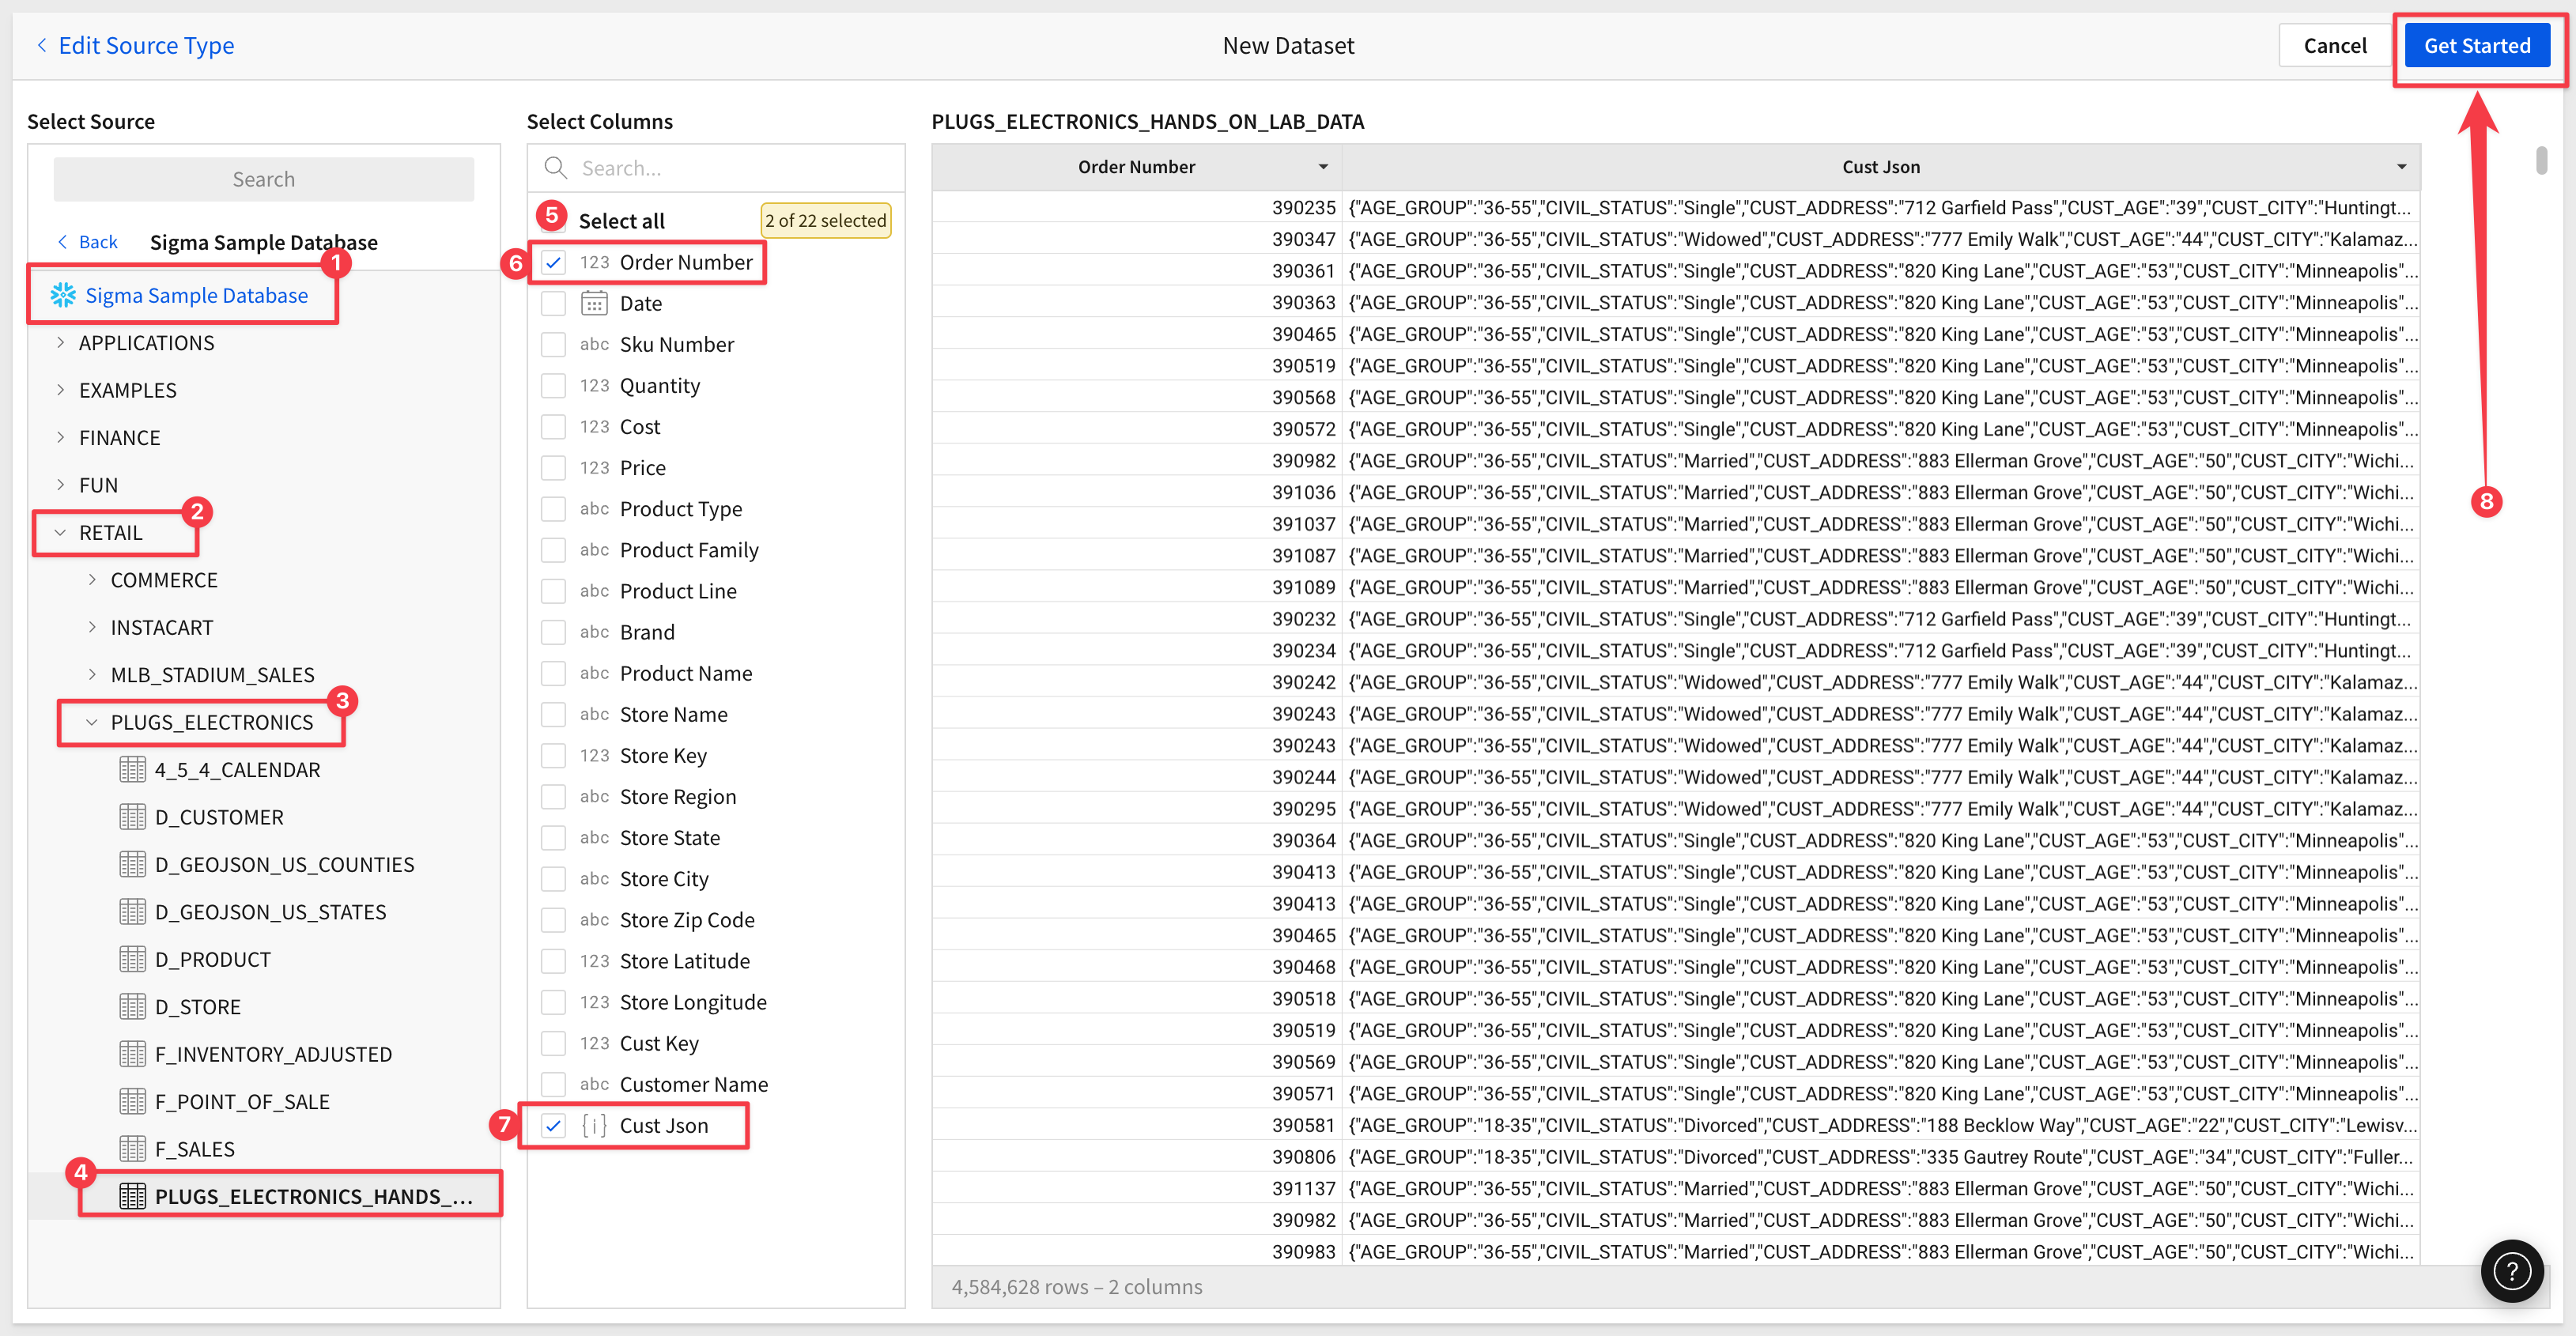 Edit Source Type
New Dataset
Cancel
Get Started
Select Source
Search
Back
Sigma Sample Database
1
Sigma Sample Database
APPLICATIONS
EXAMPLES
FINANCE
FUN
2
RETAIL
COMMERCE
INSTACART
MLB_STADIUM_SALES
3
PLUGS_ELECTRONICS
4_5_4_CALENDAR
D_CUSTOMER
D_GEOJSON_US_COUNTIES
D_GEOJSON_US_STATES
D_PRODUCT
D_STORE
F_INVENTORY_ADJUSTED
F_POINT_OF_SALE
F_SALES
4
PLUGS_ELECTRONICS_HANDS_...
Select Columns
Search...
5 Select all 2 of 22 selected
6 123 Order Number
Date
abc Sku Number
123 Quantity
123 Cost
123 Price
abc Product Type
abc Product Family
abc Product Line
abc Brand
abc Product Name
abc Store Name
123 Store Key
abc Store Region
abc Store State
abc Store City
abc Store Zip Code
123 Store Latitude
123 Store Longitude
123 Cust Key
abc Customer Name
7 {i} Cust Json
PLUGS_ELECTRONICS_HANDS_ON_LAB_DATA
Order Number Cust Json
390235 {"AGE_GROUP":"36-55","CIVIL_STATUS":"Single","CUST_ADDRESS":"712 Garfield Pass","CUST_AGE":"39","CUST_CITY":"Huntingt...
390347 {"AGE_GROUP":"36-55","CIVIL_STATUS":"Widowed","CUST_ADDRESS":"777 Emily Walk","CUST_AGE":"44","CUST_CITY":"Kalamaz...
390361 {"AGE_GROUP":"36-55","CIVIL_STATUS":"Single","CUST_ADDRESS":"820 King Lane","CUST_AGE":"53","CUST_CITY":"Minneapolis"...
390363 {"AGE_GROUP":"36-55","CIVIL_STATUS":"Single","CUST_ADDRESS":"820 King Lane","CUST_AGE":"53","CUST_CITY":"Minneapolis"...
390465 {"AGE_GROUP":"36-55","CIVIL_STATUS":"Single","CUST_ADDRESS":"820 King Lane","CUST_AGE":"53","CUST_CITY":"Minneapolis"...
390519 {"AGE_GROUP":"36-55","CIVIL_STATUS":"Single","CUST_ADDRESS":"820 King Lane","CUST_AGE":"53","CUST_CITY":"Minneapolis"...
390568 {"AGE_GROUP":"36-55","CIVIL_STATUS":"Single","CUST_ADDRESS":"820 King Lane","CUST_AGE":"53","CUST_CITY":"Minneapolis"...
390572 {"AGE_GROUP":"36-55","CIVIL_STATUS":"Single","CUST_ADDRESS":"820 King Lane","CUST_AGE":"53","CUST_CITY":"Minneapolis"...
390982 {"AGE_GROUP":"36-55","CIVIL_STATUS":"Married","CUST_ADDRESS":"883 Ellerman Grove","CUST_AGE":"50","CUST_CITY":"Wichi...
391036 {"AGE_GROUP":"36-55","CIVIL_STATUS":"Married","CUST_ADDRESS":"883 Ellerman Grove","CUST_AGE":"50","CUST_CITY":"Wichi...
391037 {"AGE_GROUP":"36-55","CIVIL_STATUS":"Married","CUST_ADDRESS":"883 Ellerman Grove","CUST_AGE":"50","CUST_CITY":"Wichi...
391087 {"AGE_GROUP":"36-55","CIVIL_STATUS":"Married","CUST_ADDRESS":"883 Ellerman Grove","CUST_AGE":"50","CUST_CITY":"Wichi...
391089 {"AGE_GROUP":"36-55","CIVIL_STATUS":"Married","CUST_ADDRESS":"883 Ellerman Grove","CUST_AGE":"50","CUST_CITY":"Wichi...
390232 {"AGE_GROUP":"36-55","CIVIL_STATUS":"Single","CUST_ADDRESS":"712 Garfield Pass","CUST_AGE":"39","CUST_CITY":"Huntingt...
390234 {"AGE_GROUP":"36-55","CIVIL_STATUS":"Single","CUST_ADDRESS":"712 Garfield Pass","CUST_AGE":"39","CUST_CITY":"Huntingt...
390242 {"AGE_GROUP":"36-55","CIVIL_STATUS":"Widowed","CUST_ADDRESS":"777 Emily Walk","CUST_AGE":"44","CUST_CITY":"Kalamaz...
390243 {"AGE_GROUP":"36-55","CIVIL_STATUS":"Widowed","CUST_ADDRESS":"777 Emily Walk","CUST_AGE":"44","CUST_CITY":"Kalamaz...
390243 {"AGE_GROUP":"36-55","CIVIL_STATUS":"Widowed","CUST_ADDRESS":"777 Emily Walk","CUST_AGE":"44","CUST_CITY":"Kalamaz...
390244 {"AGE_GROUP":"36-55","CIVIL_STATUS":"Widowed","CUST_ADDRESS":"777 Emily Walk","CUST_AGE":"44","CUST_CITY":"Kalamaz...
390295 {"AGE_GROUP":"36-55","CIVIL_STATUS":"Widowed","CUST_ADDRESS":"777 Emily Walk","CUST_AGE":"44","CUST_CITY":"Kalamaz...
390364 {"AGE_GROUP":"36-55","CIVIL_STATUS":"Single","CUST_ADDRESS":"820 King Lane","CUST_AGE":"53","CUST_CITY":"Minneapolis"...
390413 {"AGE_GROUP":"36-55","CIVIL_STATUS":"Single","CUST_ADDRESS":"820 King Lane","CUST_AGE":"53","CUST_CITY":"Minneapolis"...
390413 {"AGE_GROUP":"36-55","CIVIL_STATUS":"Single","CUST_ADDRESS":"820 King Lane","CUST_AGE":"53","CUST_CITY":"Minneapolis"...
390465 {"AGE_GROUP":"36-55","CIVIL_STATUS":"Single","CUST_ADDRESS":"820 King Lane","CUST_AGE":"53","CUST_CITY":"Minneapolis"...
390468 {"AGE_GROUP":"36-55","CIVIL_STATUS":"Single","CUST_ADDRESS":"820 King Lane","CUST_AGE":"53","CUST_CITY":"Minneapolis"...
390518 {"AGE_GROUP":"36-55","CIVIL_STATUS":"Single","CUST_ADDRESS":"820 King Lane","CUST_AGE":"53","CUST_CITY":"Minneapolis"...
390519 {"AGE_GROUP":"36-55","CIVIL_STATUS":"Single","CUST_ADDRESS":"820 King Lane","CUST_AGE":"53","CUST_CITY":"Minneapolis"...
390569 {"AGE_GROUP":"36-55","CIVIL_STATUS":"Single","CUST_ADDRESS":"820 King Lane","CUST_AGE":"53","CUST_CITY":"Minneapolis"...
390571 {"AGE_GROUP":"36-55","CIVIL_STATUS":"Single","CUST_ADDRESS":"820 King Lane","CUST_AGE":"53","CUST_CITY":"Minneapolis"...
390581 {"AGE_GROUP":"18-35","CIVIL_STATUS":"Divorced","CUST_ADDRESS":"188 Becklow Way","CUST_AGE":"22","CUST_CITY":"Lewisv...
390806 {"AGE_GROUP":"18-35","CIVIL_STATUS":"Divorced","CUST_ADDRESS":"335 Gautrey Route","CUST_AGE":"34","CUST_CITY":"Fuller...
391137 {"AGE_GROUP":"36-55","CIVIL_STATUS":"Married","CUST_ADDRESS":"883 Ellerman Grove","CUST_AGE":"50","CUST_CITY":"Wichi...
390982 {"AGE_GROUP":"36-55","CIVIL_STATUS":"Married","CUST_ADDRESS":"883 Ellerman Grove","CUST_AGE":"50","CUST_CITY":"Wichi...
390983 {"AGE_GROUP":"36-55","CIVIL_STATUS":"Married","CUST_ADDRESS":"883 Ellerman Grove","CUST_AGE":"50","CUST_CITY":"Wichi...
4,584,628 rows – 2 columns
8
?